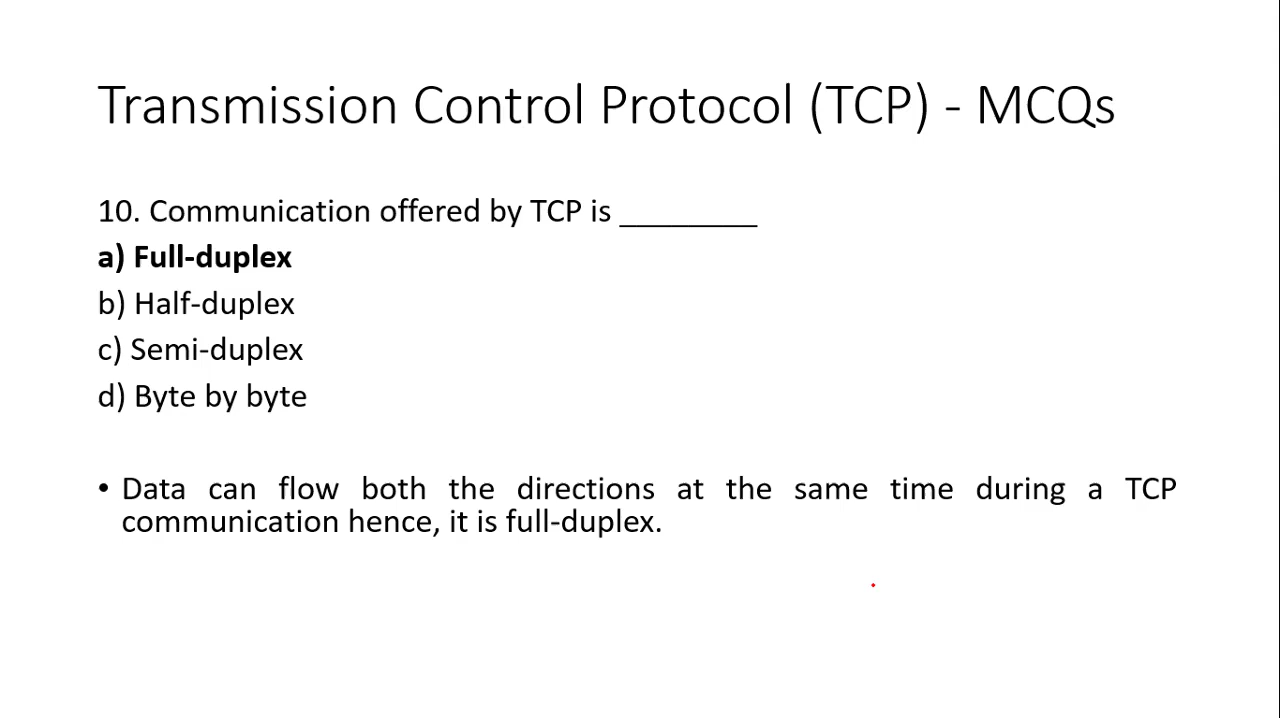 Transmission Control Protocol (TCP) - MCQs
10. Communication offered by TCP is _________
a) Full-duplex
b) Half-duplex
c) Semi-duplex
d) Byte by byte
• Data can flow both the directions at the same time during a TCP
communication hence, it is full-duplex.